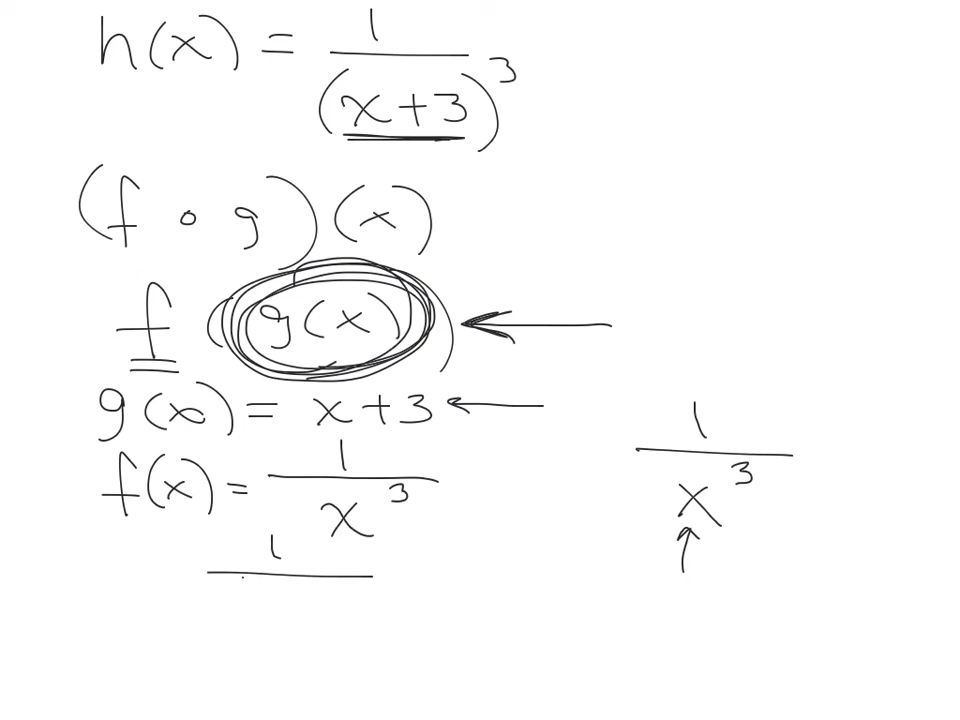 h(x) = 1/(x+3)^3
(f ∘ g)(x)
f(g(x)) ←
g(x) = x+3 ←
f(x) = 1/x^3
1/x^3
↑
1/